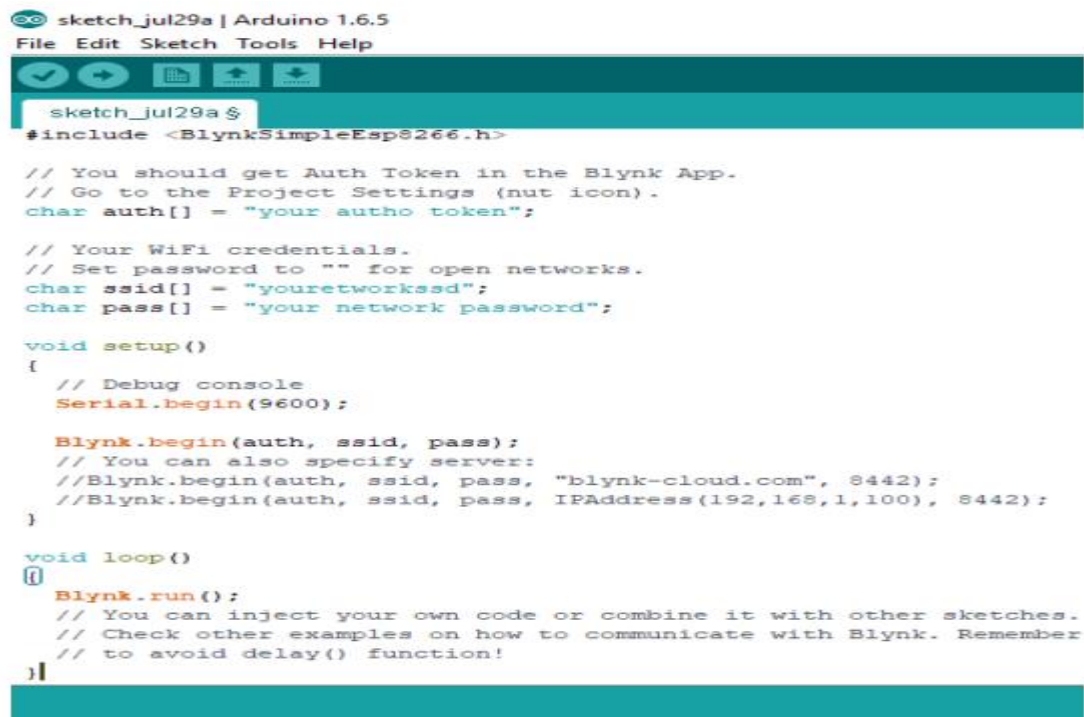 sketch_jul29a | Arduino 1.6.5
File Edit Sketch Tools Help
sketch_jul29a §
#include <BlynkSimpleEsp8266.h>
// You should get Auth Token in the Blynk App.
// Go to the Project Settings (nut icon).
char auth[] = "your autho token";
// Your WiFi credentials.
// Set password to "" for open networks.
char ssid[] = "youretworkssd";
char pass[] = "your network password";
void setup()
{
// Debug console
Serial.begin(9600);
Blynk.begin(auth, ssid, pass);
// You can also specify server:
//Blynk.begin(auth, ssid, pass, "blynk-cloud.com", 8442);
//Blynk.begin(auth, ssid, pass, IPAddress(192,168,1,100), 8442);
}
void loop()
{
Blynk.run();
// You can inject your own code or combine it with other sketches.
// Check other examples on how to communicate with Blynk. Remember
// to avoid delay() function!
}